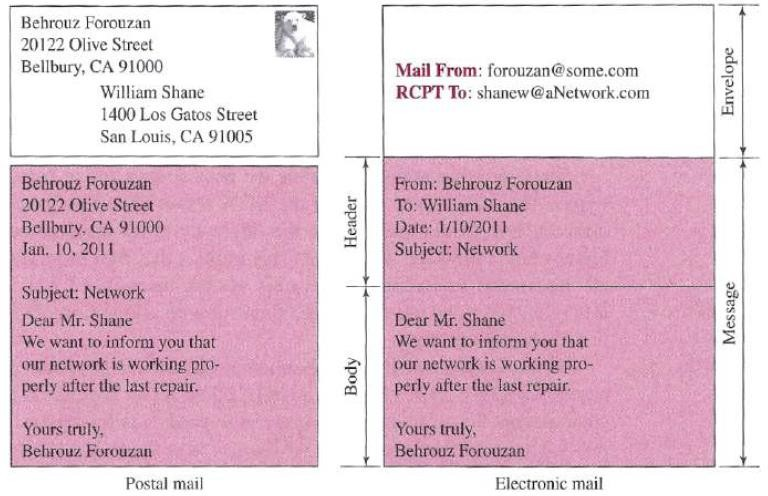 Behrouz Forouzan
20122 Olive Street
Bellbury, CA 91000
William Shane
1400 Los Gatos Street
San Louis, CA 91005
Behrouz Forouzan
20122 Olive Street
Bellbury, CA 91000
Jan. 10, 2011
Subject: Network
Dear Mr. Shane
We want to inform you that
our network is working pro-
perly after the last repair.
Yours truly,
Behrouz Forouzan
Postal mail
Mail From: forouzan@some.com
RCPT To: shanew@aNetwork.com
Envelope
Header
From: Behrouz Forouzan
To: William Shane
Date: 1/10/2011
Subject: Network
Body
Dear Mr. Shane
We want to inform you that
our network is working pro-
perly after the last repair.
Yours truly,
Behrouz Forouzan
Message
Electronic mail